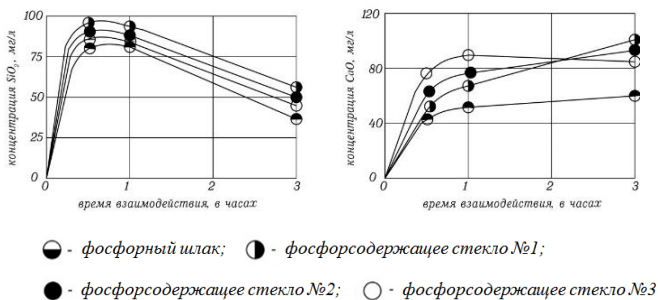 концентрация SiO₂, мг/л
100
75
50
25
0
0
1
2
3
время взаимодействия, в часах
концентрация CaO, мг/л
120
80
40
0
0
1
2
3
время взаимодействия, в часах
- фосфорный шлак;
- фосфорсодержащее стекло №1;
- фосфорсодержащее стекло №2;
- фосфорсодержащее стекло №3